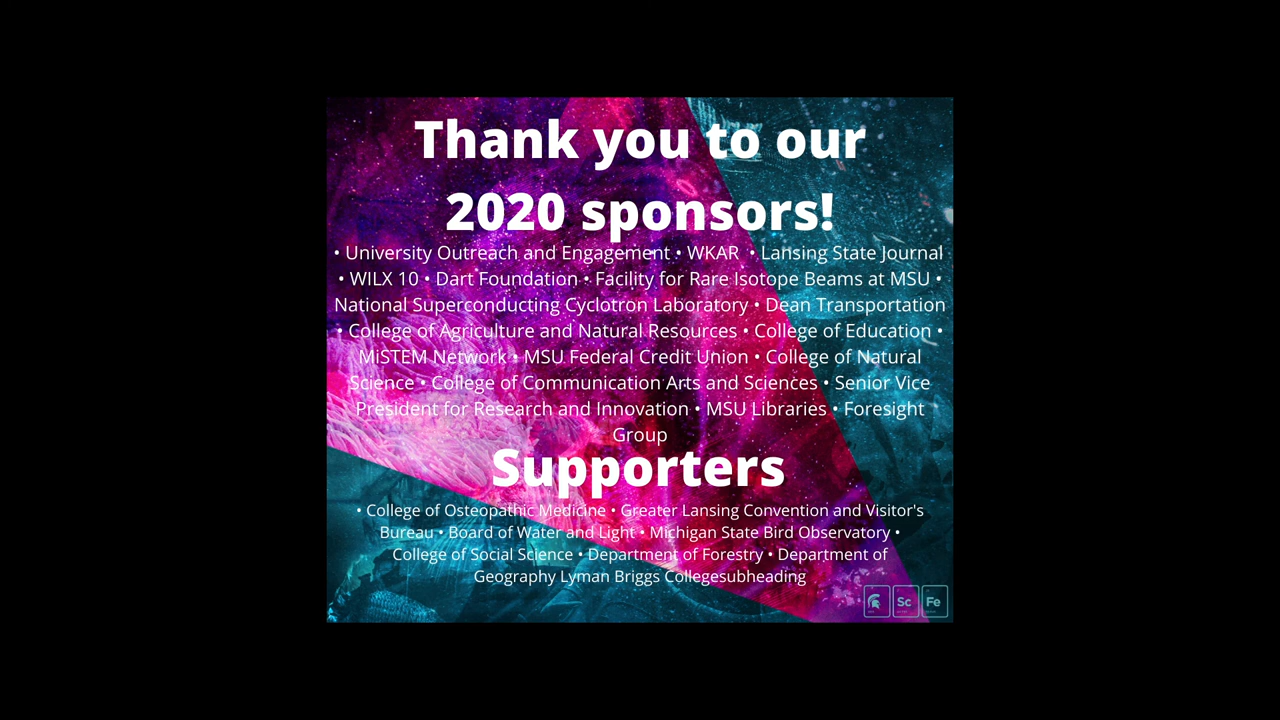 Thank you to our
2020 sponsors!
• University Outreach and Engagement • WKAR • Lansing State Journal
• WILX 10 • Dart Foundation • Facility for Rare Isotope Beams at MSU •
National Superconducting Cyclotron Laboratory • Dean Transportation
• College of Agriculture and Natural Resources • College of Education •
MiSTEM Network • MSU Federal Credit Union • College of Natural
Science • College of Communication Arts and Sciences • Senior Vice
President for Research and Innovation • MSU Libraries • Foresight
Group
Supporters
• College of Osteopathic Medicine • Greater Lansing Convention and Visitor's
Bureau • Board of Water and Light • Michigan State Bird Observatory •
College of Social Science • Department of Forestry • Department of
Geography Lyman Briggs Collegesubheading
Sc Fe